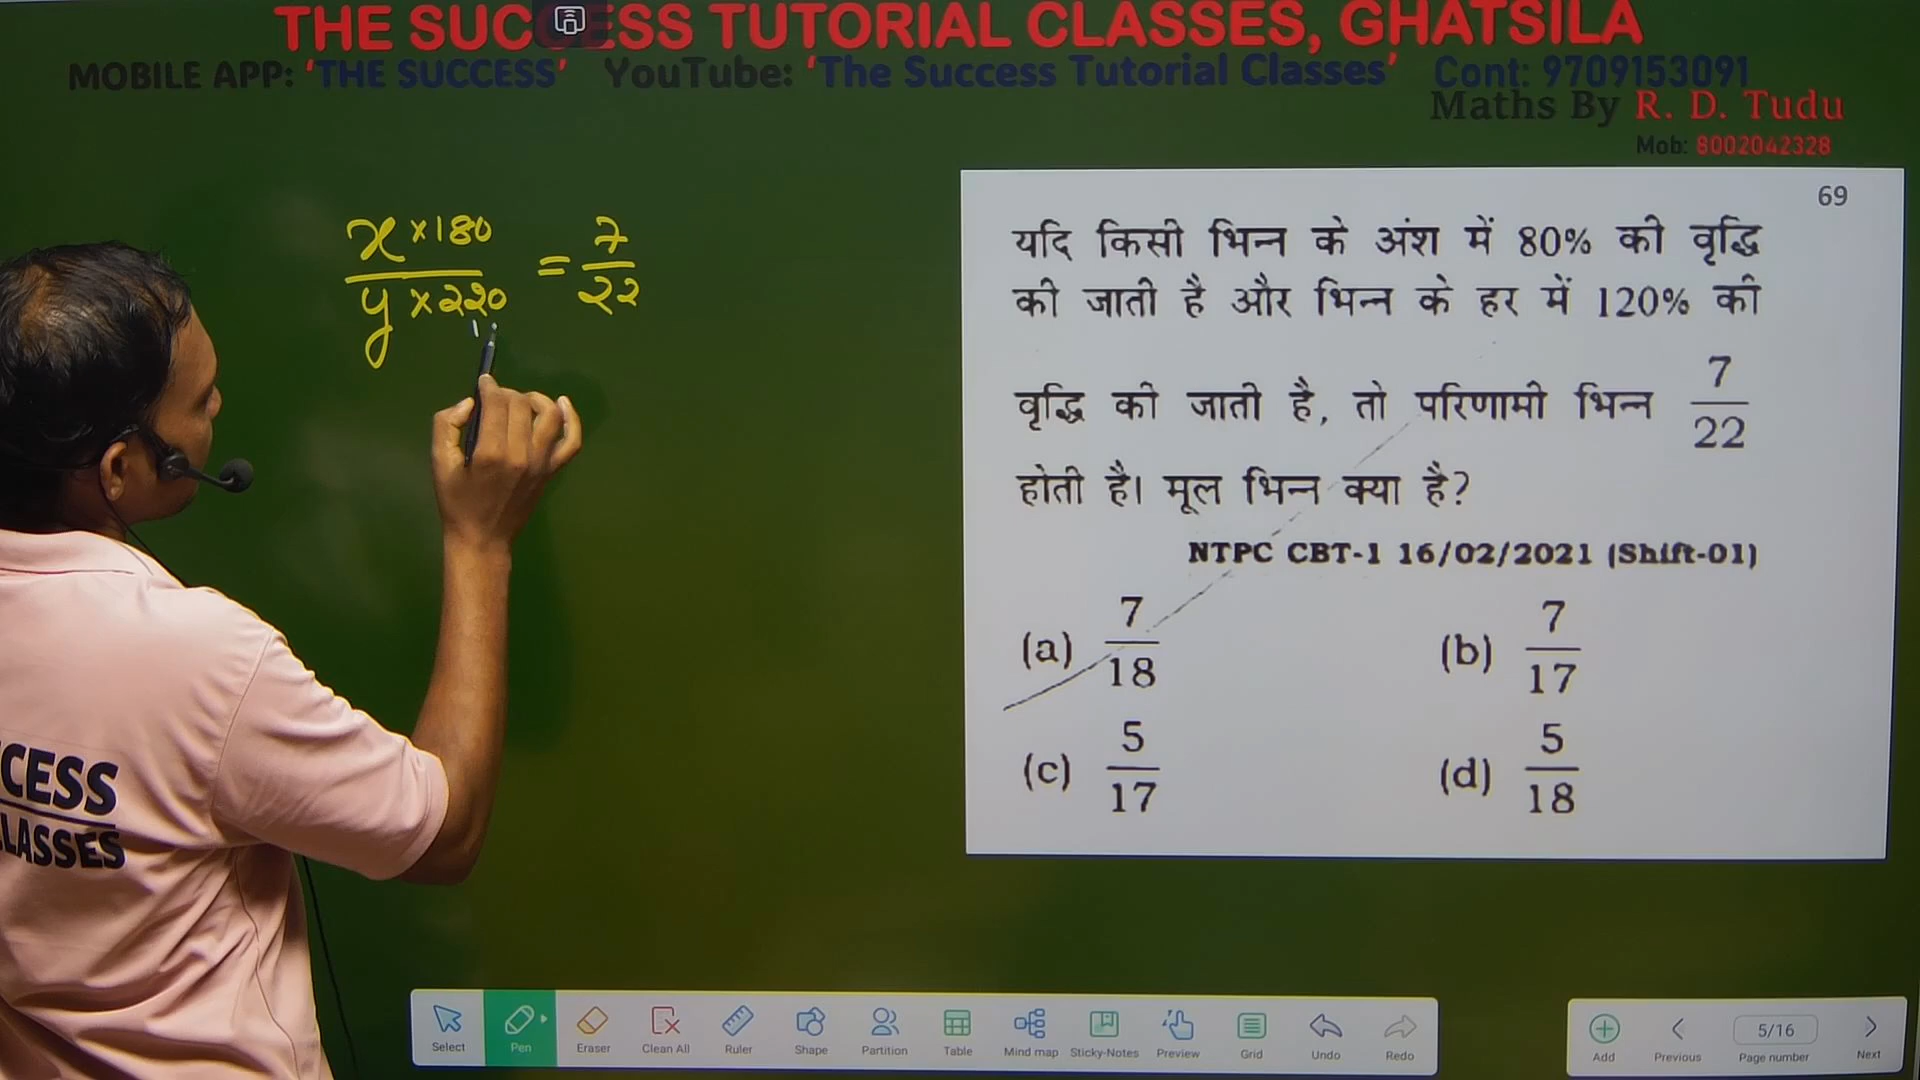 THE SUCCESS TUTORIAL CLASSES, GHATSILA
MOBILE APP: 'THE SUCCESS' YouTube: 'The Success Tutorial Classes' Cont: 9709153091
Maths By R. D. Tudu
Mob: 8002042328
69
यदि किसी भिन्न के अंश में 80% की वृद्धि
की जाती है और भिन्न के हर में 120% की
वृद्धि की जाती है, तो परिणामी भिन्न 7/22
होती है। मूल भिन्न क्या है?
NTPC CBT-1 16/02/2021 (Shift-01)
(a) 7/18 (b) 7/17
(c) 5/17 (d) 5/18
x×180 / y×220 = 7/22
CESS
LASSES
Select Pen Eraser Clean All Ruler Shape Partition Table Mind map Sticky-Notes Preview Grid Undo Redo
Add Previous 5/16 Page number Next